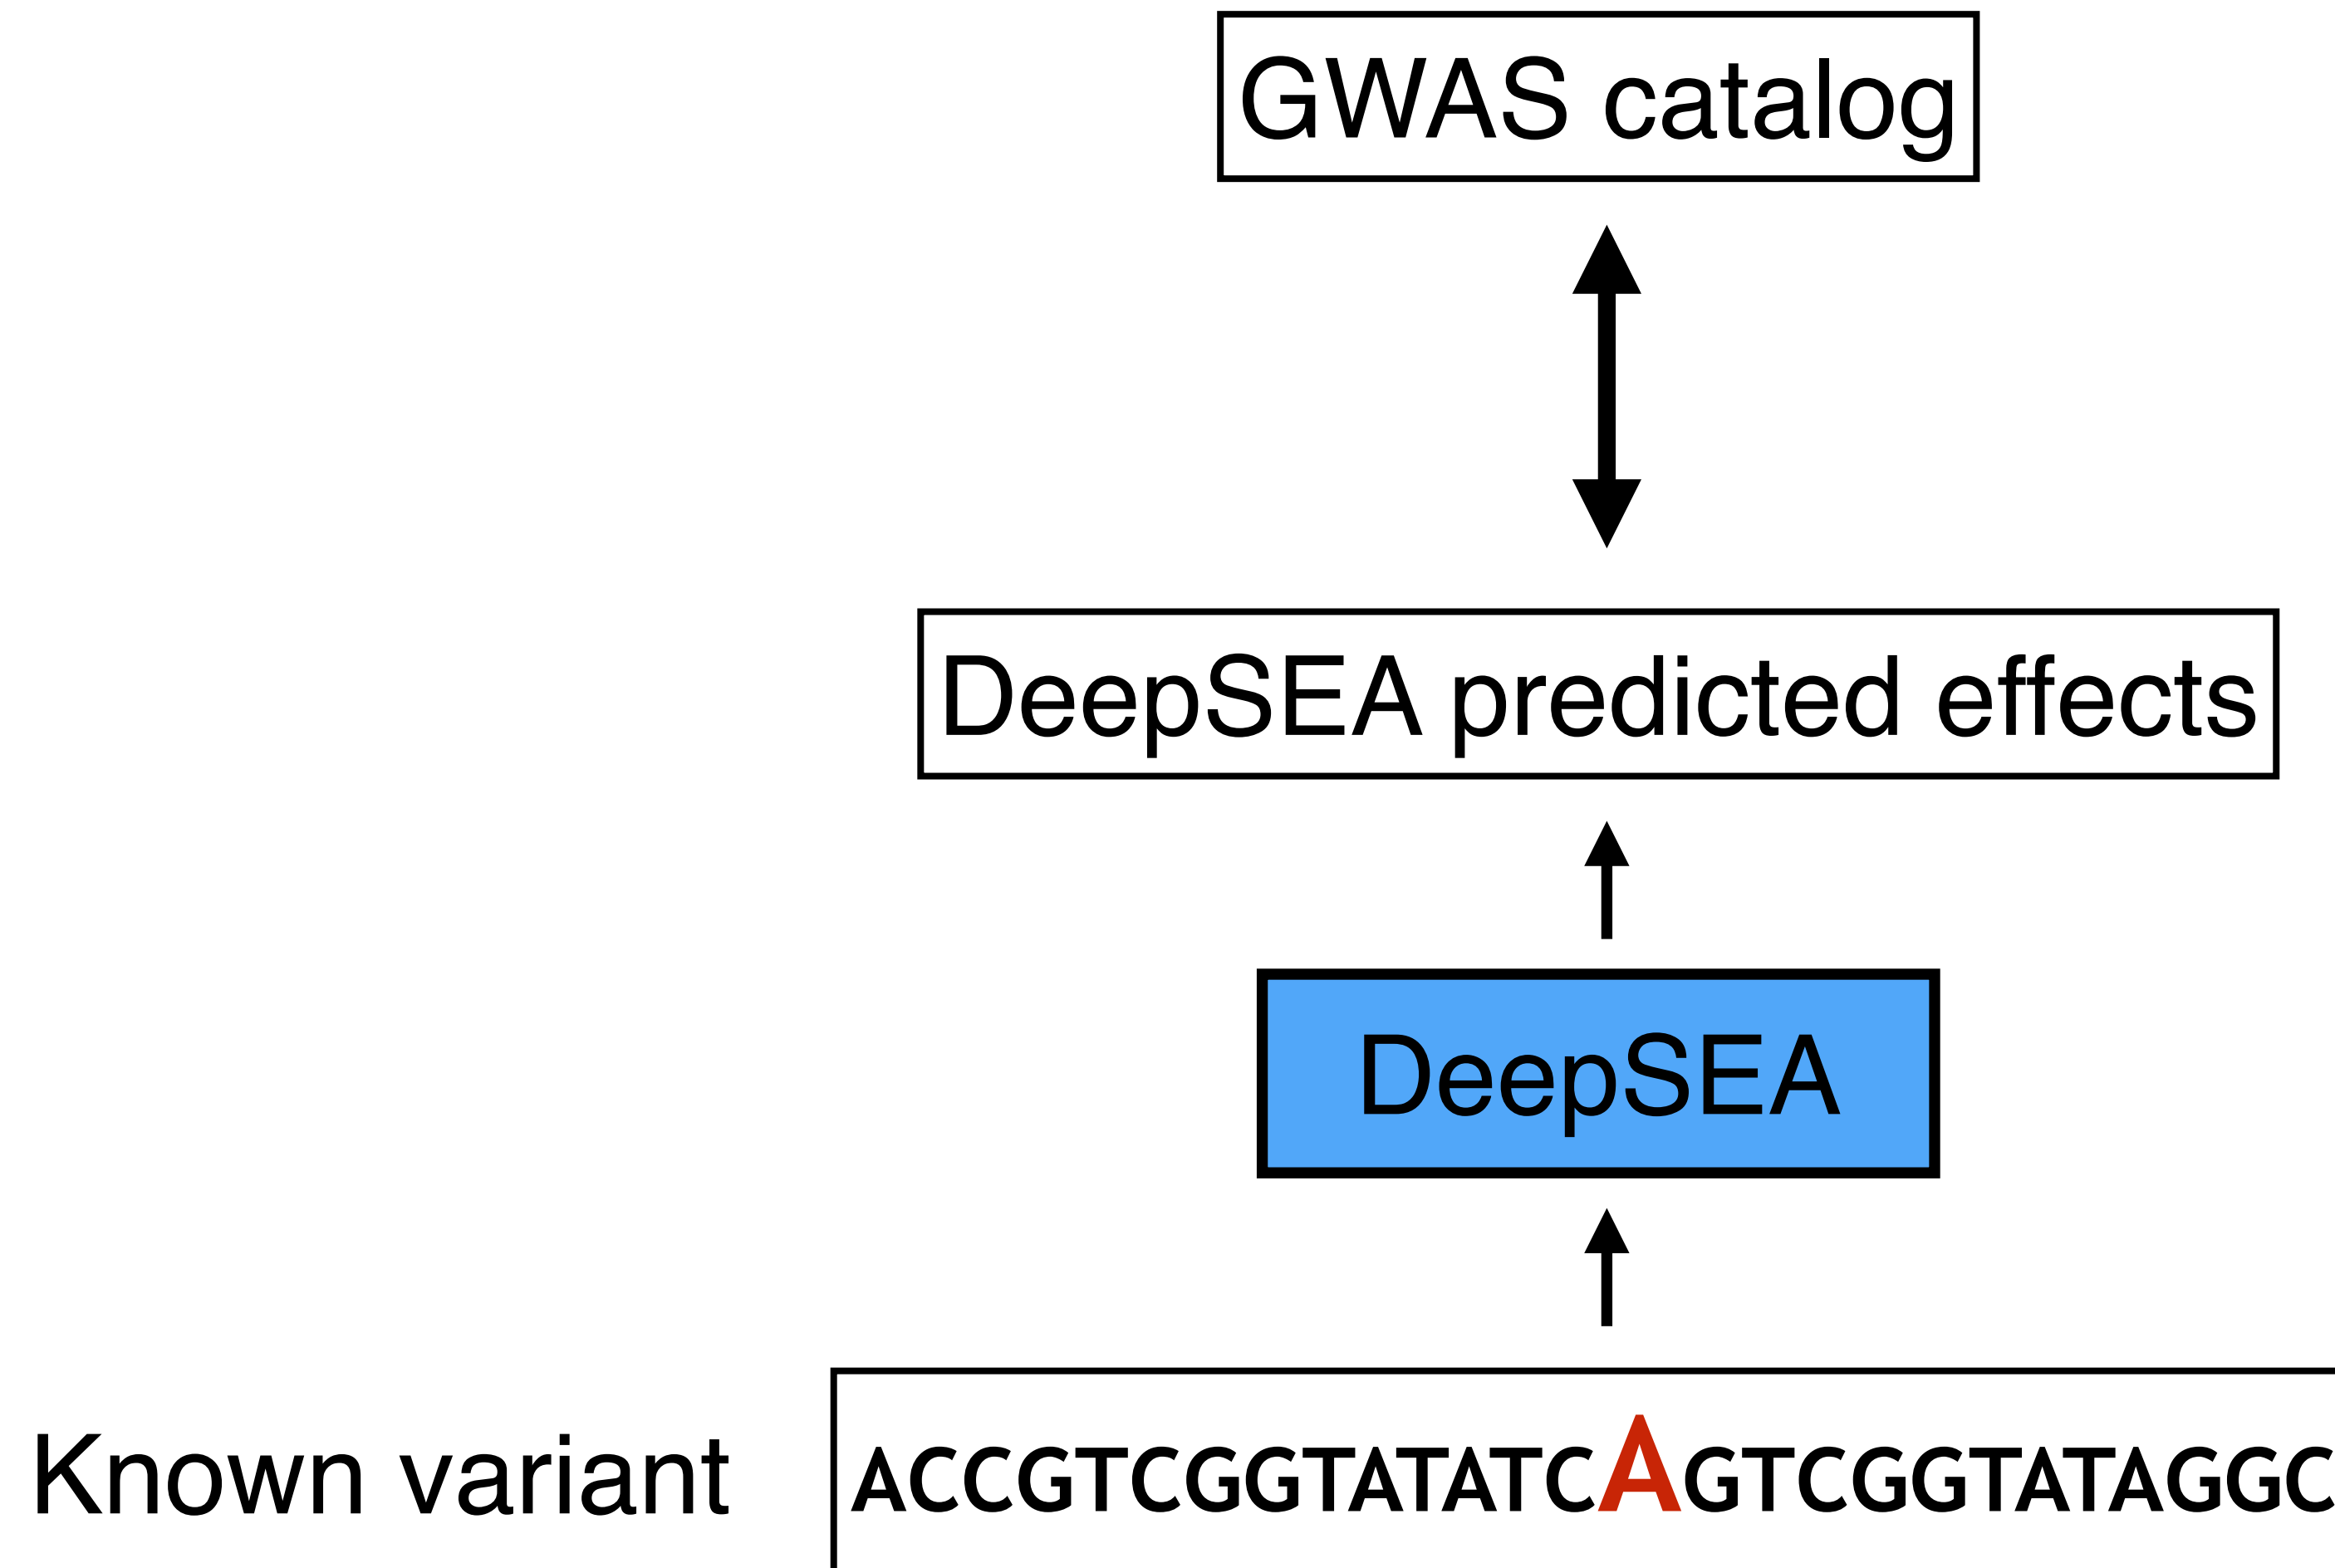 GWAS catalog
DeepSEA predicted effects
DeepSEA
Known variant
ACCGTCGGTATATCAGTCGGTATAGGC